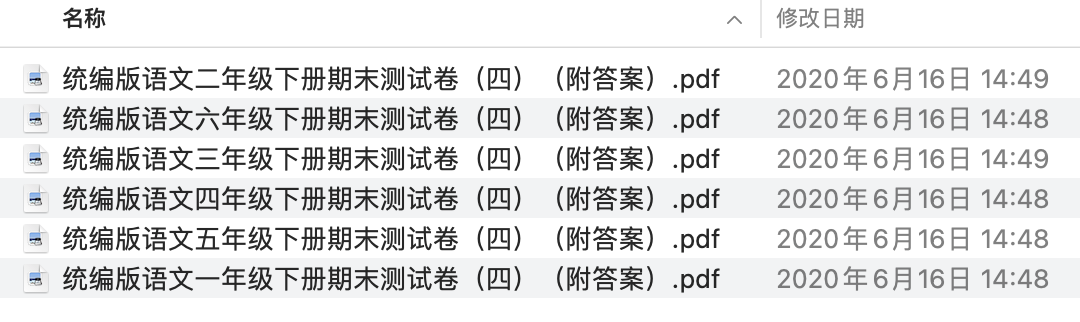 名称 修改日期
统编版语文二年级下册期末测试卷（四）（附答案）.pdf 2020年6月16日 14:49
统编版语文六年级下册期末测试卷（四）（附答案）.pdf 2020年6月16日 14:48
统编版语文三年级下册期末测试卷（四）（附答案）.pdf 2020年6月16日 14:49
统编版语文四年级下册期末测试卷（四）（附答案）.pdf 2020年6月16日 14:48
统编版语文五年级下册期末测试卷（四）（附答案）.pdf 2020年6月16日 14:48
统编版语文一年级下册期末测试卷（四）（附答案）.pdf 2020年6月16日 14:48